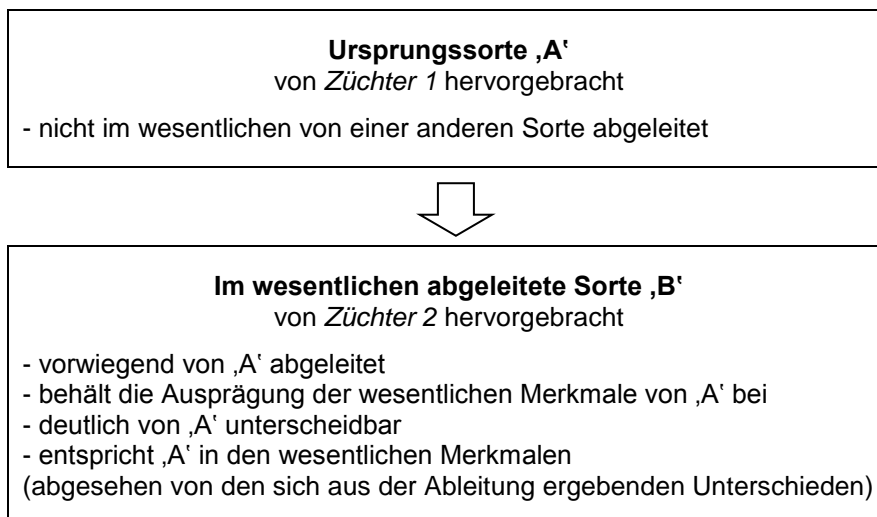 Ursprungssorte ‚A‛
von Züchter 1 hervorgebracht
- nicht im wesentlichen von einer anderen Sorte abgeleitet
Im wesentlichen abgeleitete Sorte ‚B‛
von Züchter 2 hervorgebracht
- vorwiegend von ‚A‛ abgeleitet
- behält die Ausprägung der wesentlichen Merkmale von ‚A‛ bei
- deutlich von ‚A‛ unterscheidbar
- entspricht ‚A‛ in den wesentlichen Merkmalen
(abgesehen von den sich aus der Ableitung ergebenden Unterschieden)